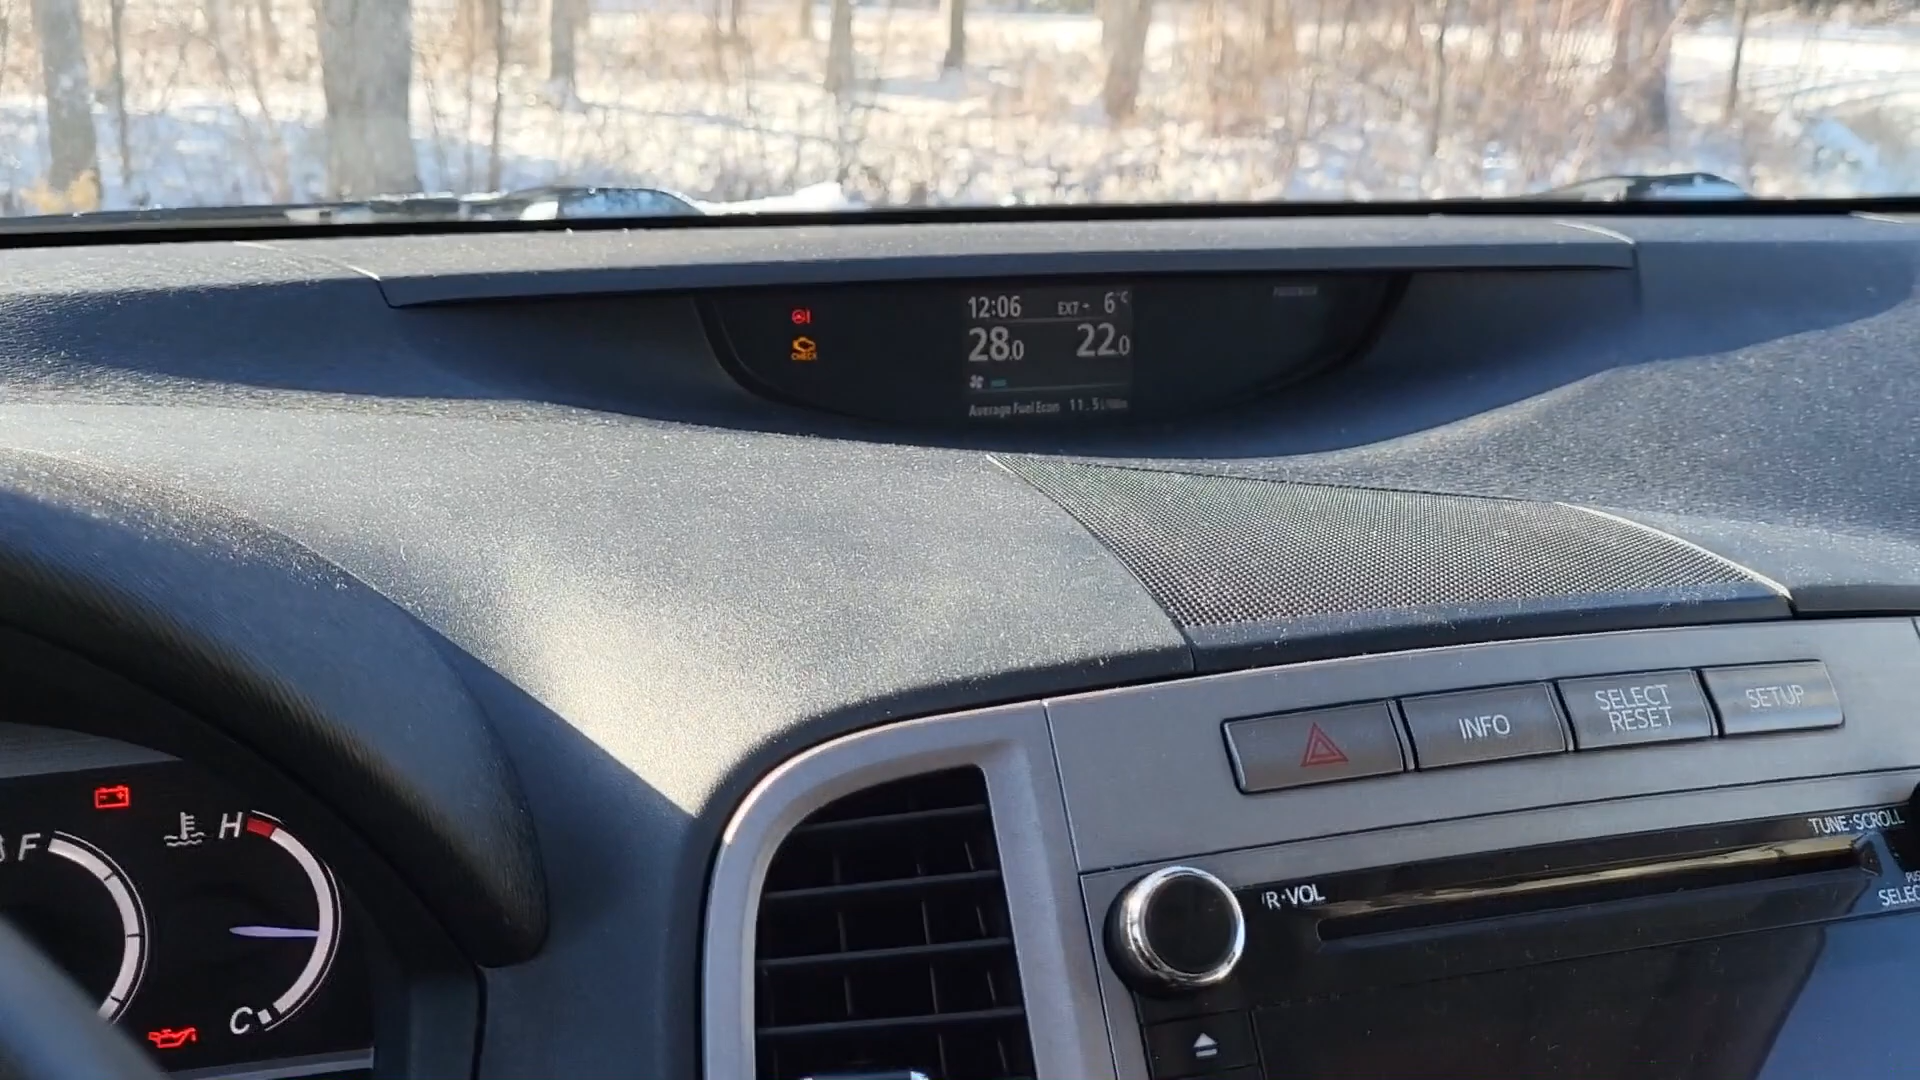 12:06 EXT - 6°C
28.0 22.0
CHECK
Average Fuel Econ 11.5
INFO
SELECT
RESET
SETUP
TUNE·SCROLL
R·VOL
SELEC
F
H
C